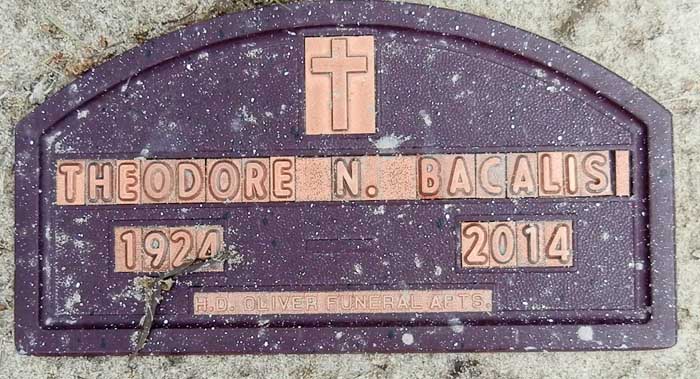 THEODORE N. BACALIS
1924 2014
H.D. OLIVER FUNERAL APTS.